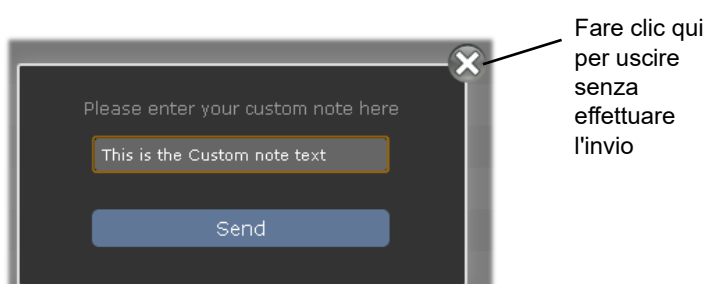 Please enter your custom note here
This is the Custom note text
Send
Fare clic qui
per uscire
senza
effettuare
l'invio